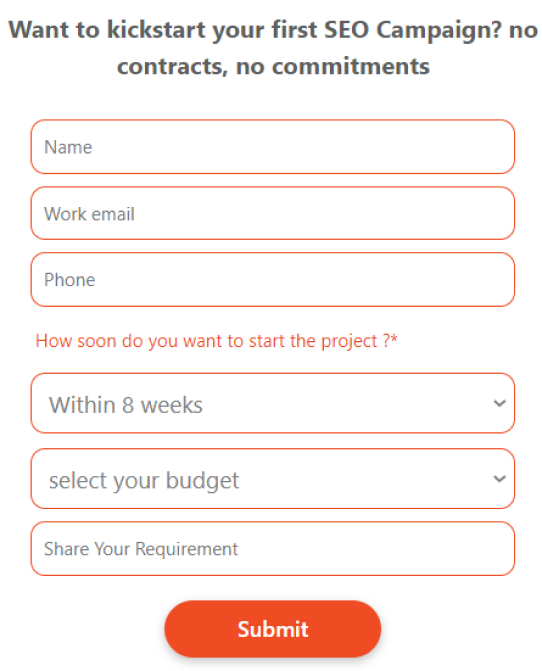 Want to kickstart your first SEO Campaign? no
contracts, no commitments
Name
Work email
Phone
How soon do you want to start the project ?*
Within 8 weeks
select your budget
Share Your Requirement
Submit